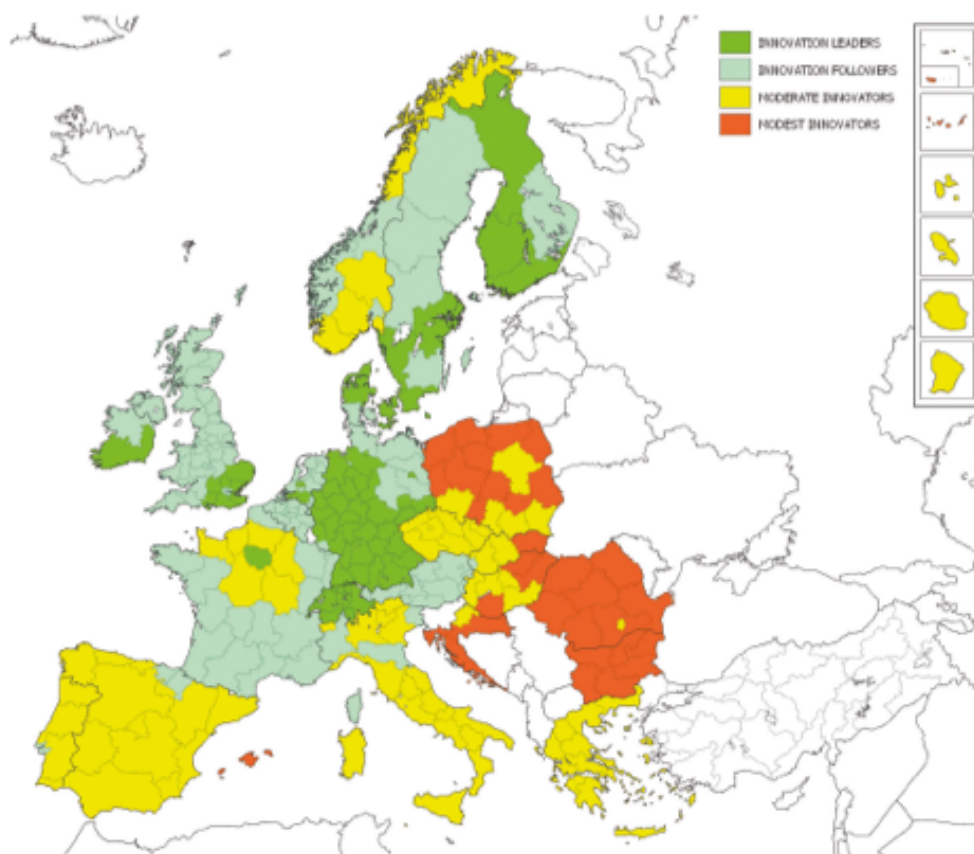 INNOVATION LEADERS
INNOVATION FOLLOWERS
MODERATE INNOVATORS
MODEST INNOVATORS